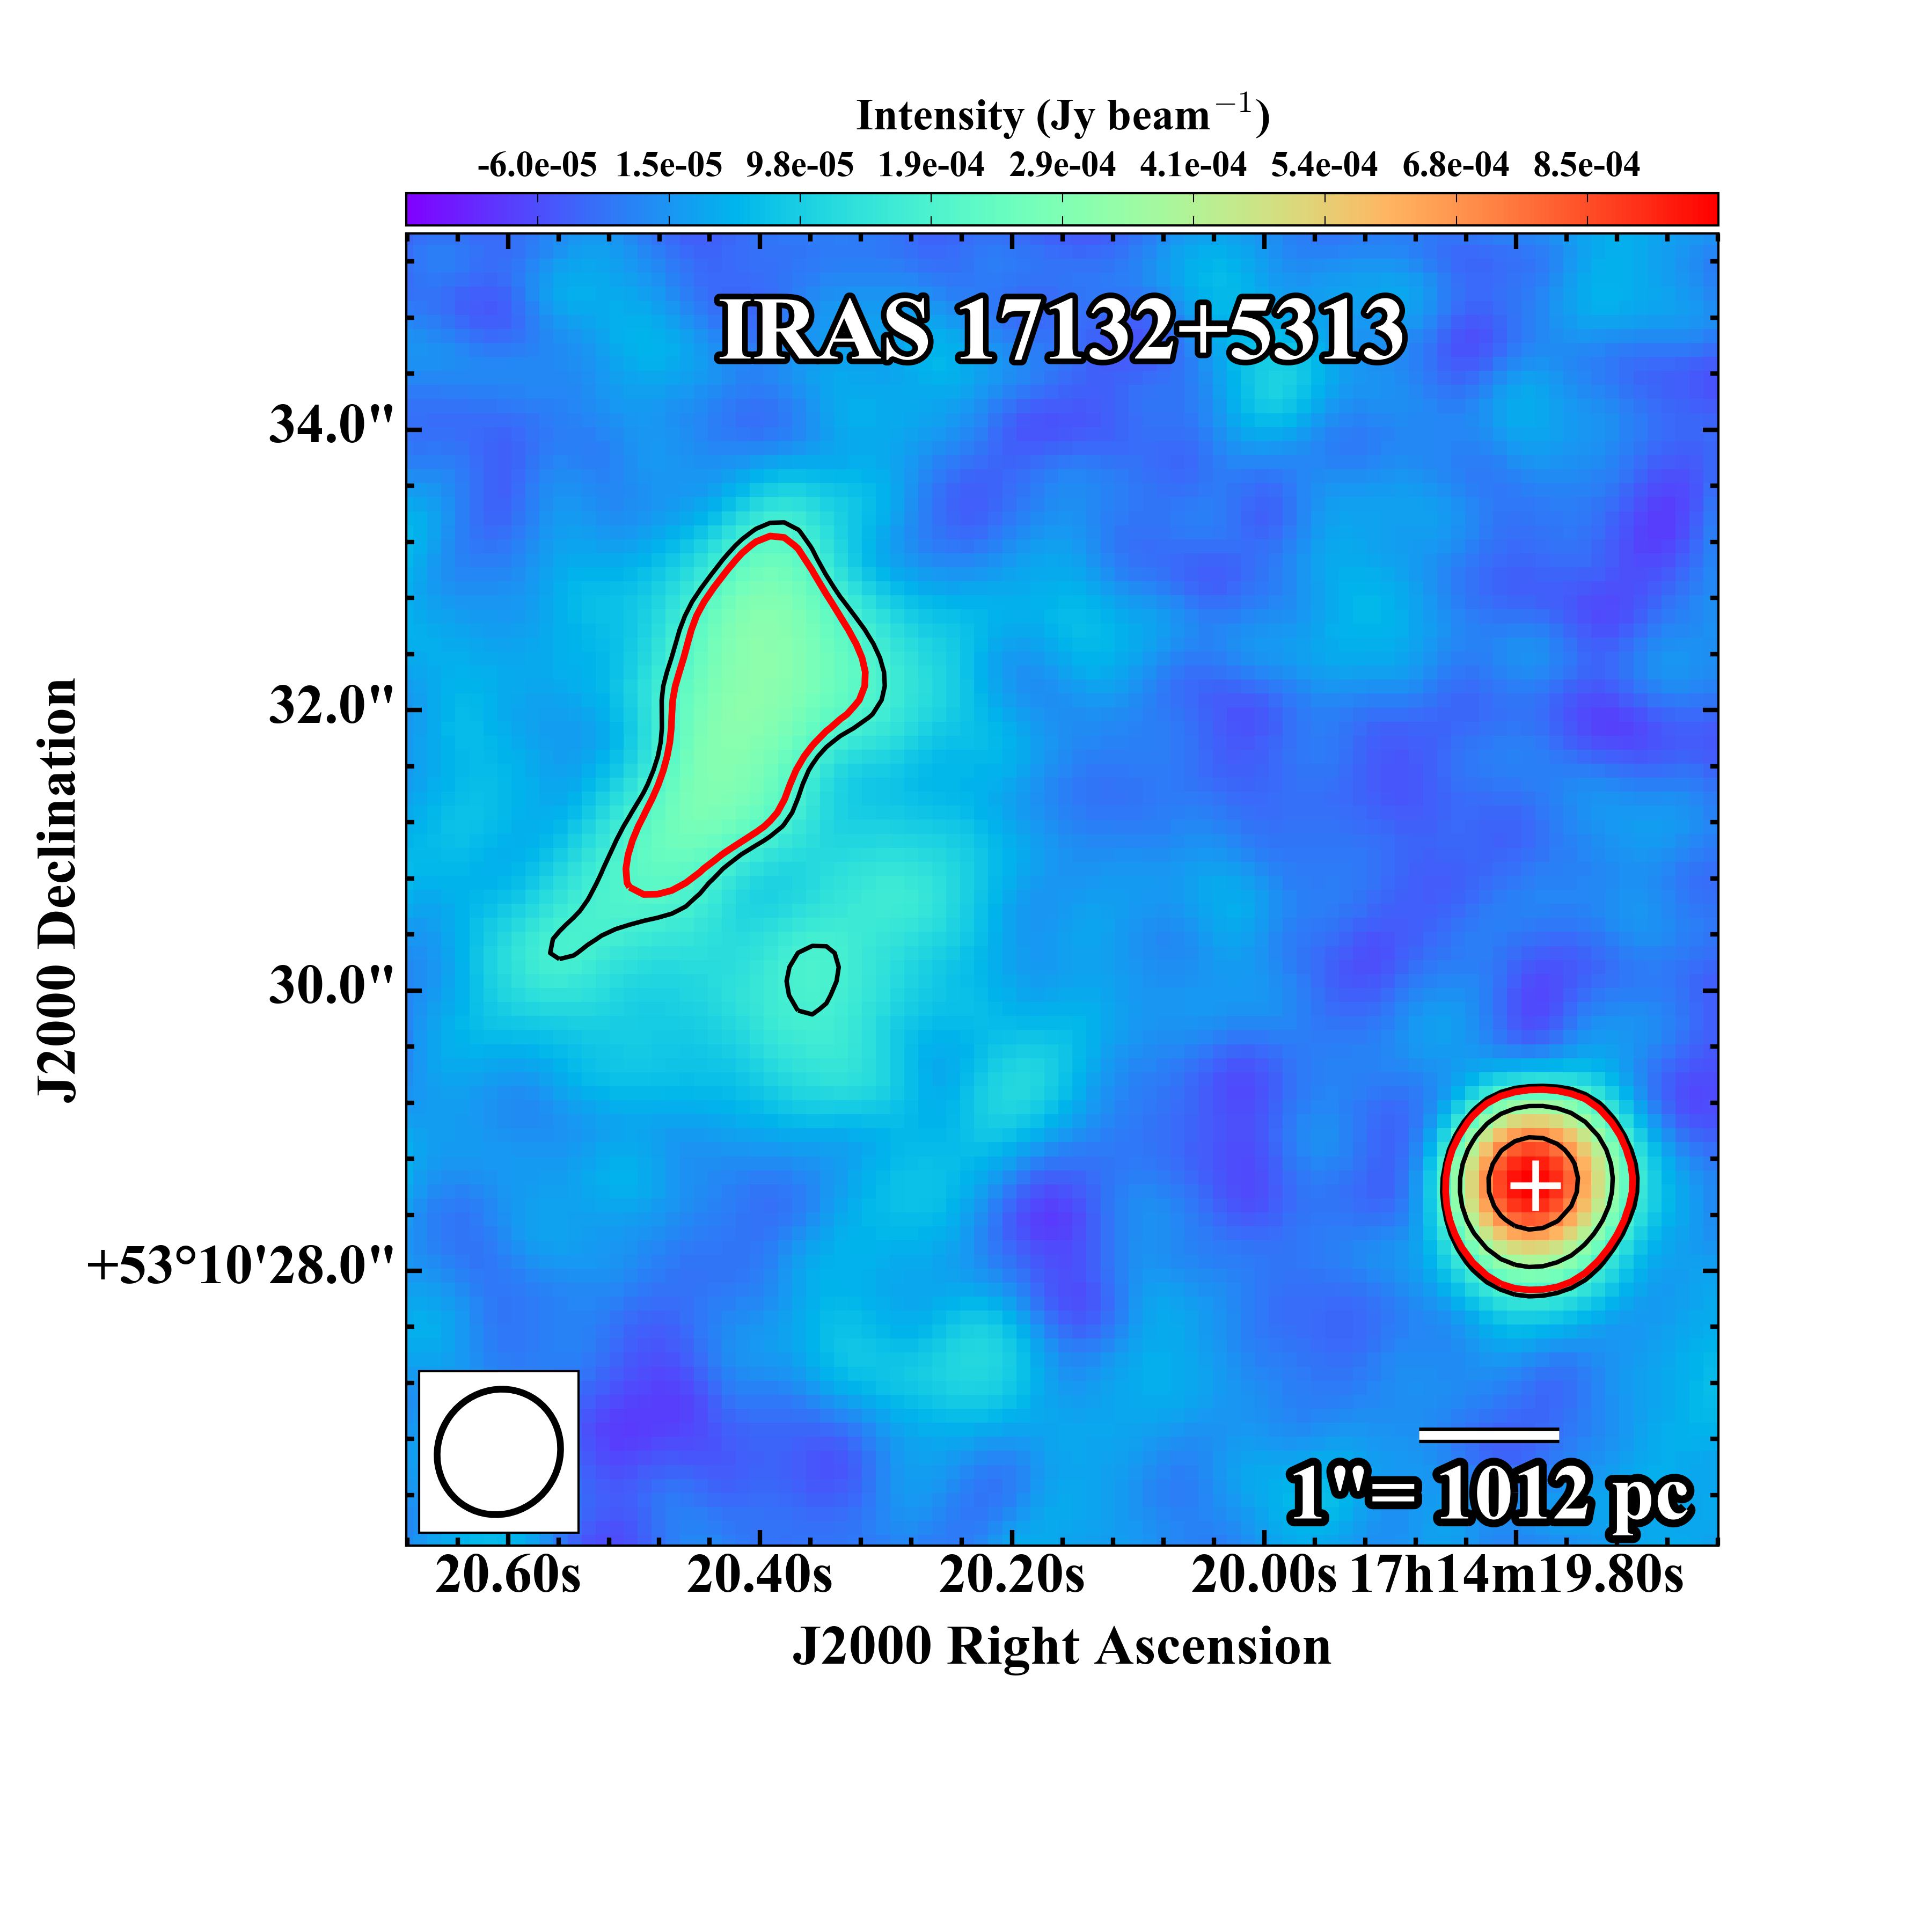 Intensity (Jy beam⁻¹)
-6.0e-05 1.5e-05 9.8e-05 1.9e-04 2.9e-04 4.1e-04 5.4e-04 6.8e-04 8.5e-04
IRAS 17132+5313
34.0"
32.0"
30.0"
+53°10'28.0"
J2000 Declination
1"= 1012 pc
20.60s 20.40s 20.20s 20.00s 17h14m19.80s
J2000 Right Ascension